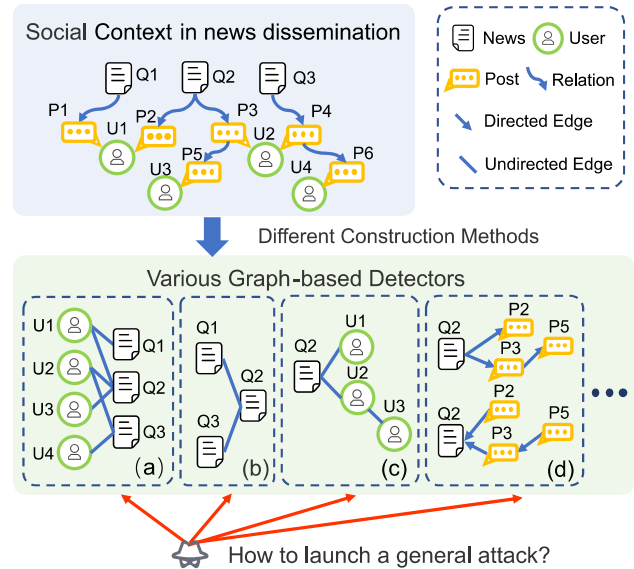 Social Context in news dissemination
Q1 Q2 Q3
P1 P2 P3 P4
U1 U2
P5 P6
U3 U4
News User
Post Relation
Directed Edge
Undirected Edge
Different Construction Methods
Various Graph-based Detectors
U1 Q1
U2 Q2
U3
U4 Q3
(a)
Q1
Q2
Q3
(b)
U1
Q2
U2
U3
(c)
P2
Q2
P5
P3
P2
Q2
P5
P3
(d)
How to launch a general attack?